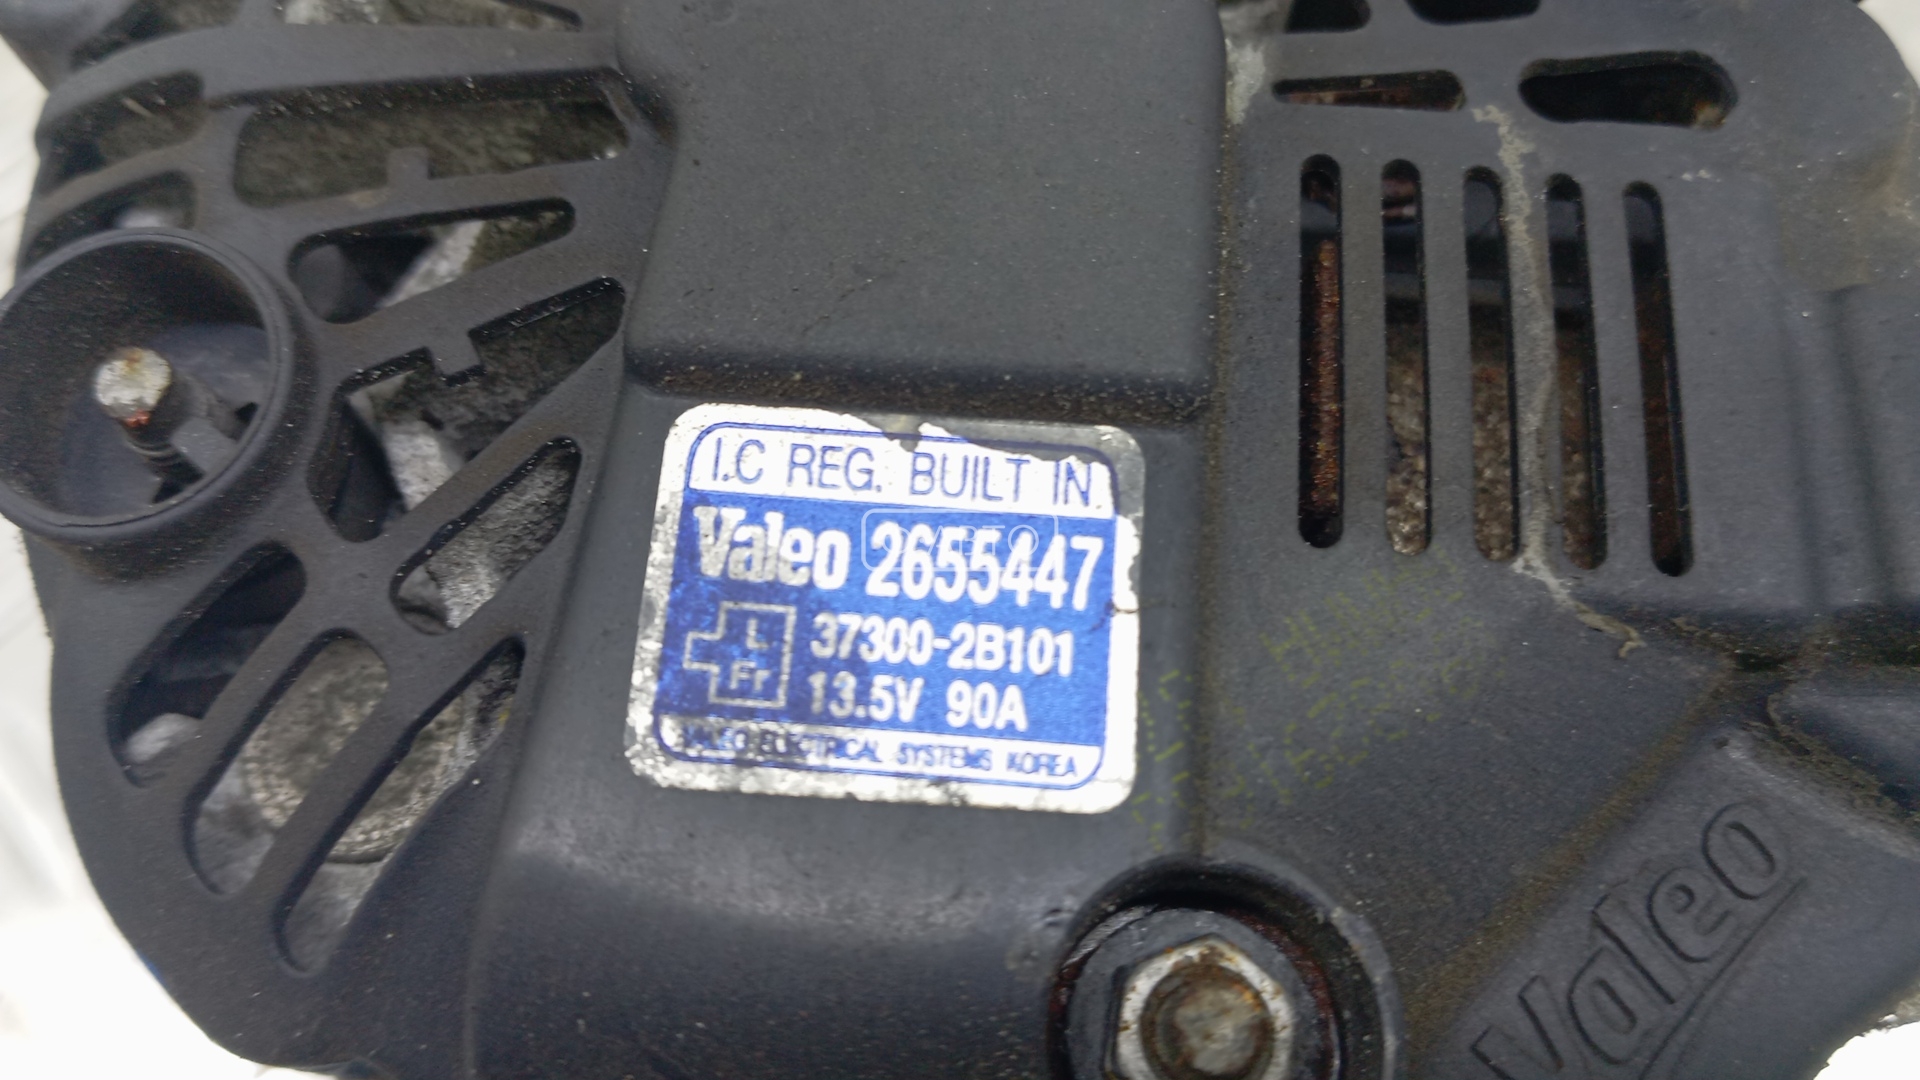 I.C REG. BUILT IN
Valeo 2655447
L 37300-2B101
Fr 13.5V 90A
VALEO ELECTRICAL SYSTEMS KOREA
Valeo